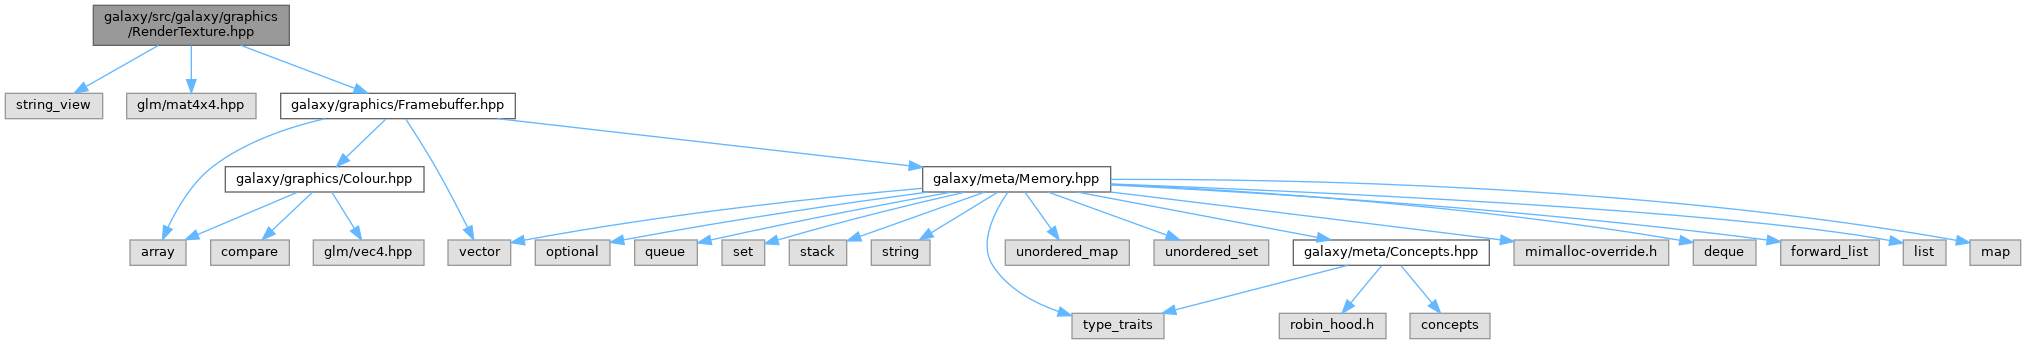 galaxy/src/galaxy/graphics
/RenderTexture.hpp
string_view
glm/mat4x4.hpp
galaxy/graphics/Framebuffer.hpp
galaxy/graphics/Colour.hpp
galaxy/meta/Memory.hpp
array
compare
glm/vec4.hpp
vector
optional
queue
set
stack
string
unordered_map
unordered_set
galaxy/meta/Concepts.hpp
mimalloc-override.h
deque
forward_list
list
map
type_traits
robin_hood.h
concepts